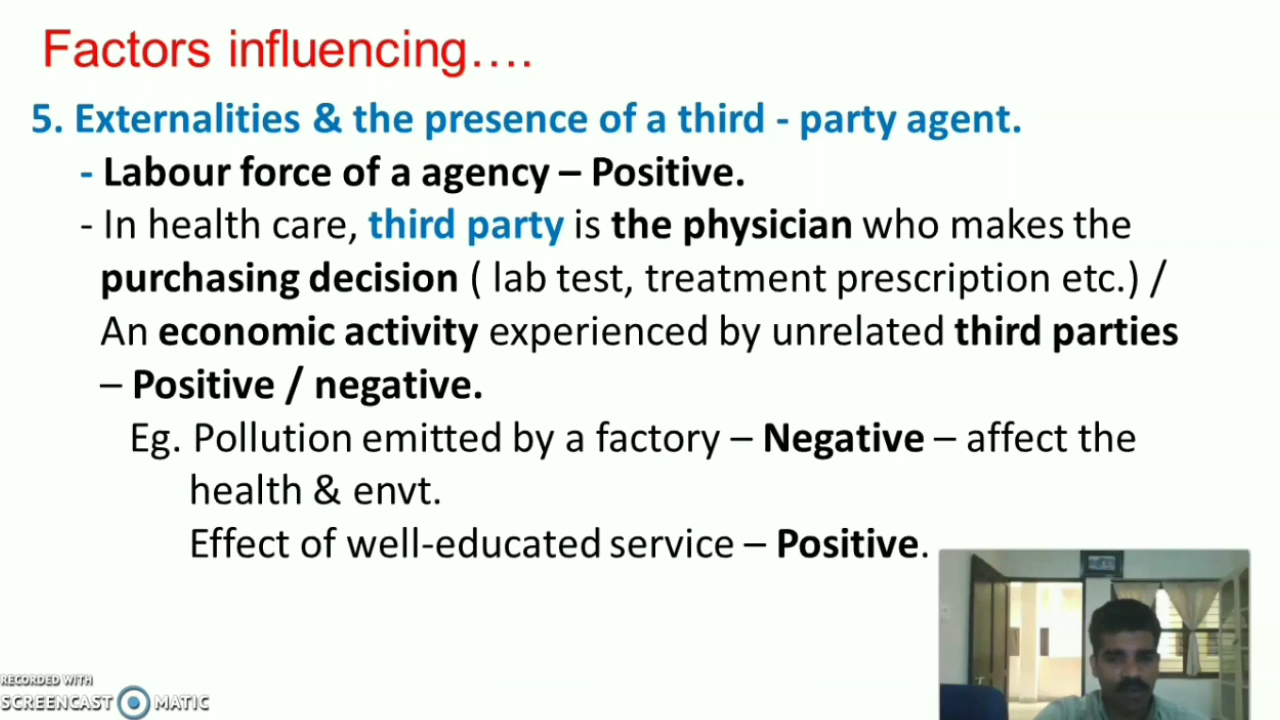 Factors influencing....
5. Externalities & the presence of a third - party agent.
- Labour force of a agency – Positive.
- In health care, third party is the physician who makes the
purchasing decision ( lab test, treatment prescription etc.) /
An economic activity experienced by unrelated third parties
– Positive / negative.
Eg. Pollution emitted by a factory – Negative – affect the
health & envt.
Effect of well-educated service – Positive.
RECORDED WITH
SCREENCAST MATIC